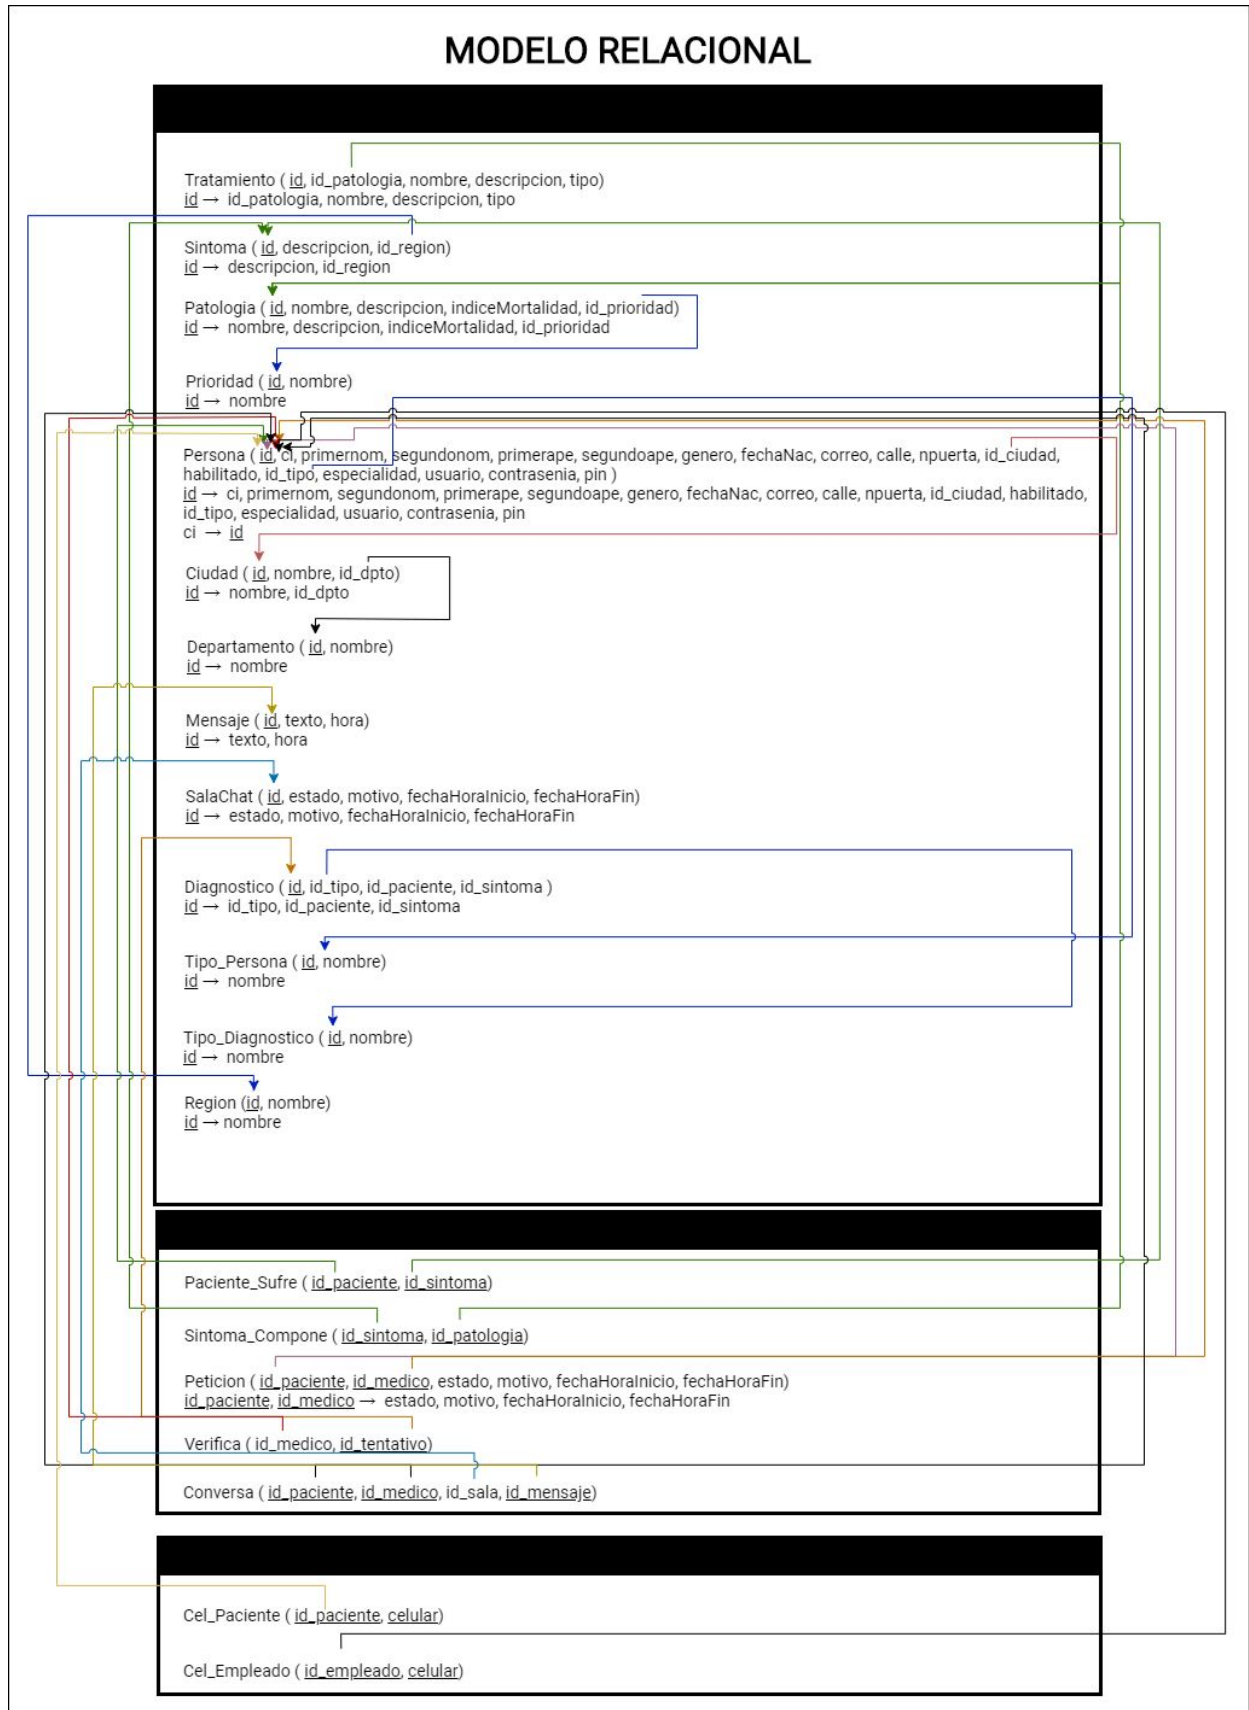 MODELO RELACIONAL
Tratamiento ( id, id_patologia, nombre, descripcion, tipo)
id → id_patologia, nombre, descripcion, tipo
Sintoma ( id, descripcion, id_region)
id → descripcion, id_region
Patologia ( id, nombre, descripcion, indiceMortalidad, id_prioridad)
id → nombre, descripcion, indiceMortalidad, id_prioridad
Prioridad ( id, nombre)
id → nombre
Persona ( id, ci, primernom, segundonom, primerape, segundoape, genero, fechaNac, correo, calle, npuerta, id_ciudad,
habilitado, id_tipo, especialidad, usuario, contrasenia, pin )
id → ci, primernom, segundonom, primerape, segundoape, genero, fechaNac, correo, calle, npuerta, id_ciudad, habilitado,
id_tipo, especialidad, usuario, contrasenia, pin
ci → id
Ciudad ( id, nombre, id_dpto)
id → nombre, id_dpto
Departamento ( id, nombre)
id → nombre
Mensaje ( id, texto, hora)
id → texto, hora
SalaChat ( id, estado, motivo, fechaHoraInicio, fechaHoraFin)
id → estado, motivo, fechaHoraInicio, fechaHoraFin
Diagnostico ( id, id_tipo, id_paciente, id_sintoma )
id → id_tipo, id_paciente, id_sintoma
Tipo_Persona ( id, nombre)
id → nombre
Tipo_Diagnostico ( id, nombre)
id → nombre
Region (id, nombre)
id → nombre
Paciente_Sufre ( id_paciente, id_sintoma)
Sintoma_Compone ( id_sintoma, id_patologia)
Peticion ( id_paciente, id_medico, estado, motivo, fechaHoraInicio, fechaHoraFin)
id_paciente, id_medico → estado, motivo, fechaHoraInicio, fechaHoraFin
Verifica ( id_medico, id_tentativo)
Conversa ( id_paciente, id_medico, id_sala, id_mensaje)
Cel_Paciente ( id_paciente, celular)
Cel_Empleado ( id_empleado, celular)